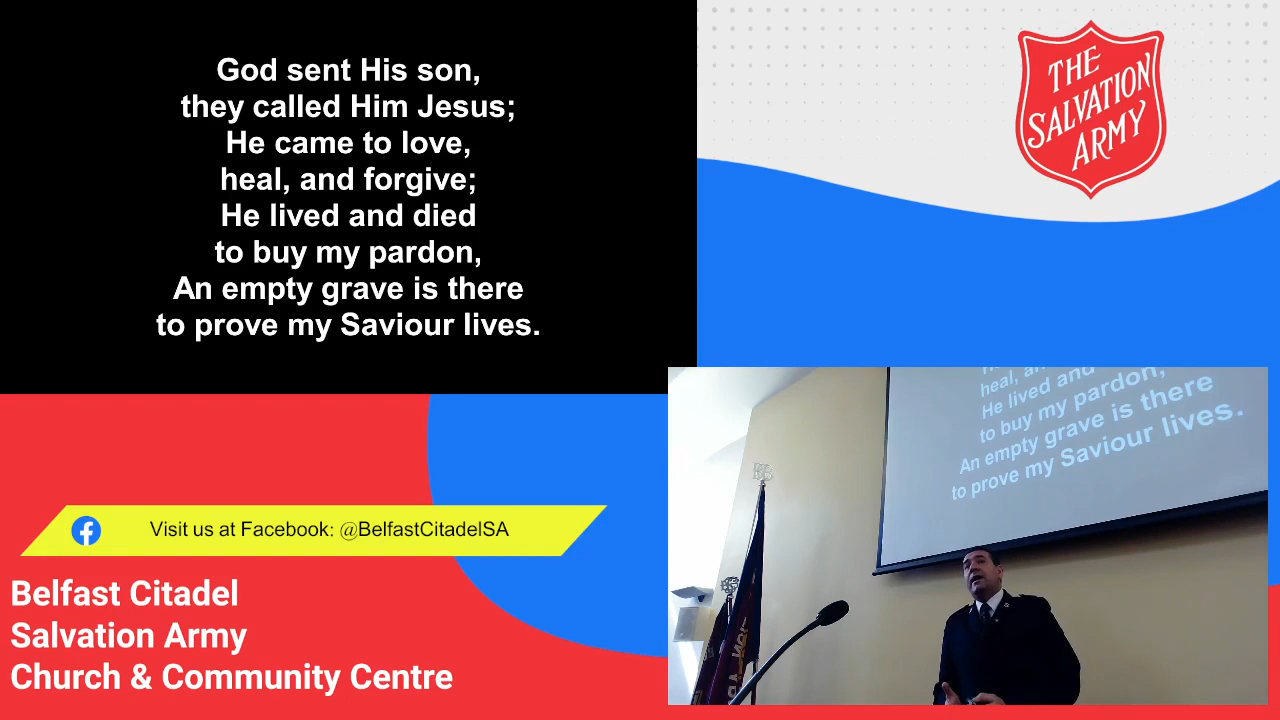 God sent His son,
they called Him Jesus;
He came to love,
heal, and forgive;
He lived and died
to buy my pardon,
An empty grave is there
to prove my Saviour lives.
THE
SALVATION
ARMY
heal, an
He lived and
to buy my pardon,
An empty grave is there
to prove my Saviour lives.
Visit us at Facebook: @BelfastCitadelSA
Belfast Citadel
Salvation Army
Church & Community Centre